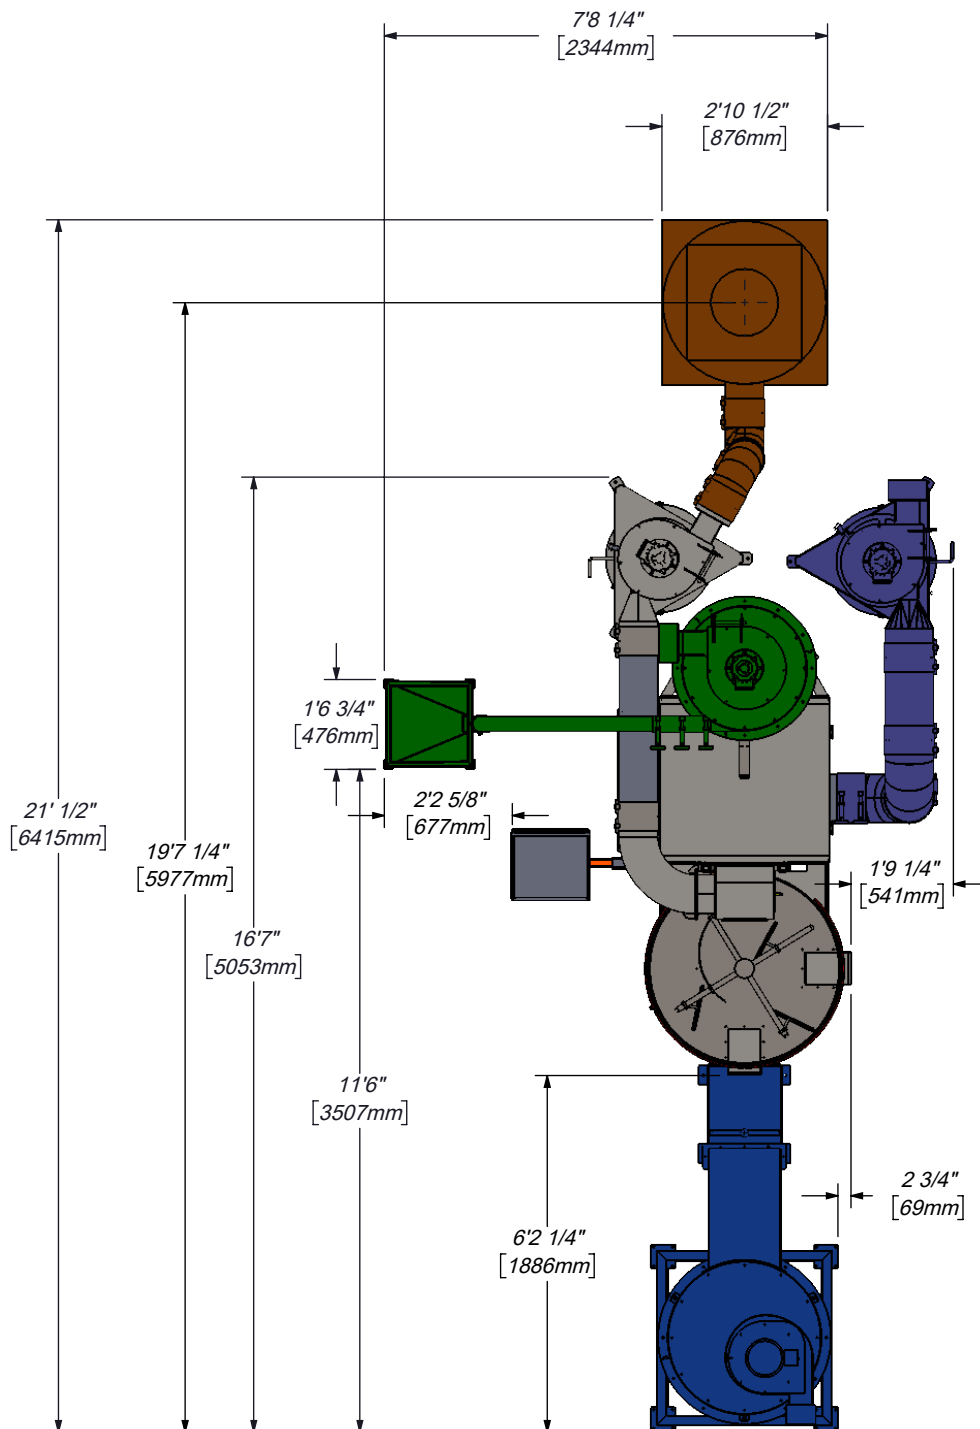 7'8 1/4"
[2344mm]
2'10 1/2"
[876mm]
1'6 3/4"
[476mm]
2'2 5/8"
[677mm]
21' 1/2"
[6415mm]
19'7 1/4"
[5977mm]
1'9 1/4"
[541mm]
16'7"
[5053mm]
11'6"
[3507mm]
2 3/4"
[69mm]
6'2 1/4"
[1886mm]